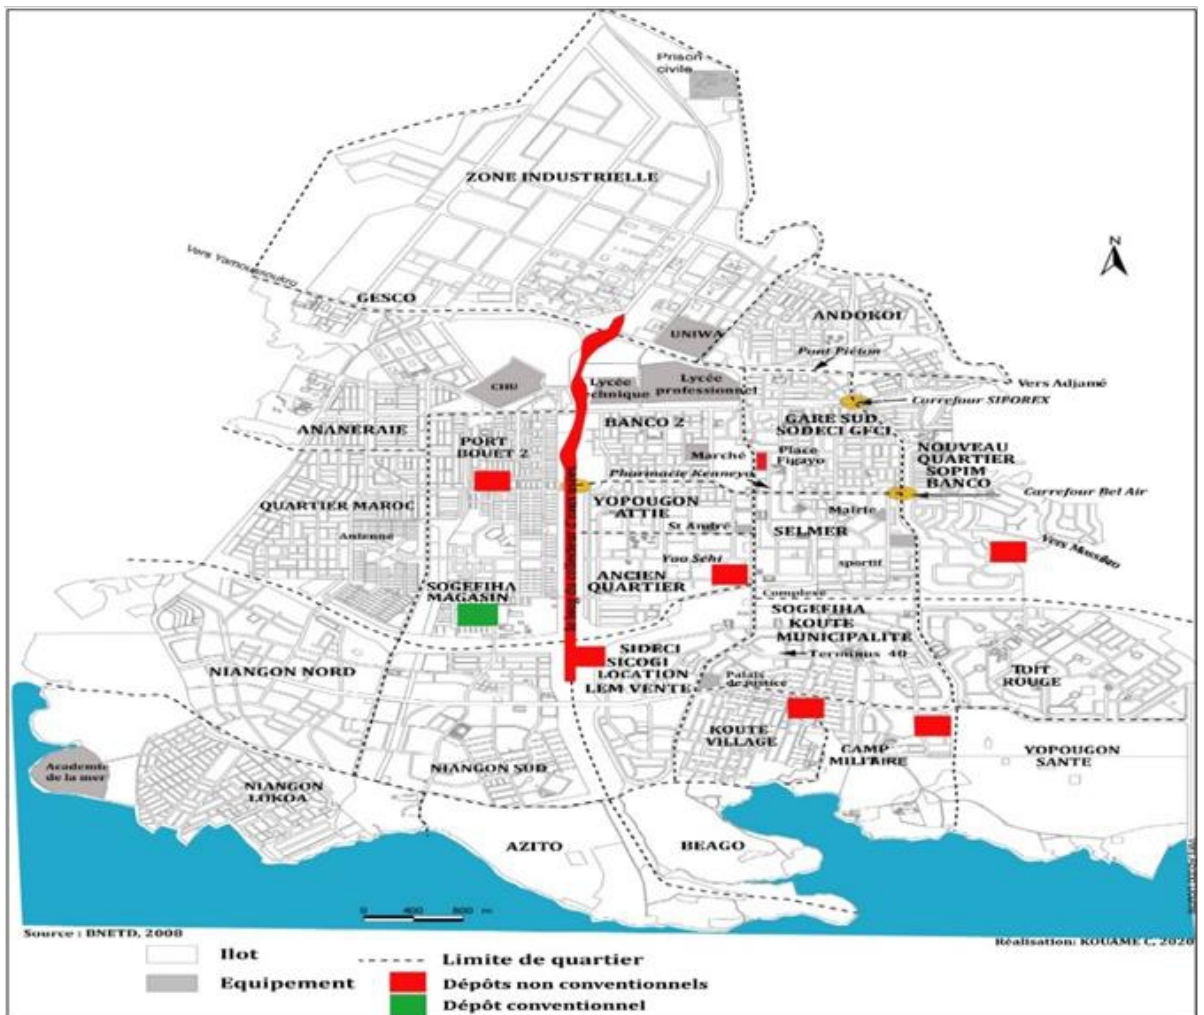 Prison
civile
ZONE INDUSTRIELLE
N
Vers Yamoussoukro
GESCO
ANDOKOI
UNIWA
Pont Piéton
CHU
Lycée
technique
Lycée
professionnel
Vers Adjamé
Carrefour SIPOREX
BANCO 2
GARE SUD
SODECI GFCI
ANANERAIE
PORT
BOUET 2
Marché
Place
Figayo
NOUVEAU
QUARTIER
SOPIM
BANCO
Pharmacie Kenneya
Carrefour Bel Air
QUARTIER MAROC
YOPOUGON
ATTIE
Mairie
Antenne
St André
SELMER
Yao Séhi
sportif
ANCIEN
QUARTIER
SOGEFIHA
MAGASIN
Complexe
SOGEFIHA
KOUTE
MUNICIPALITE
Terminus 40
SIDECI
SICOGI
LOCATION
LEM VENTE
NIANGON NORD
TOIT
ROUGE
Palais
de justice
KOUTE
VILLAGE
CAMP
MILITAIRE
YOPOUGON
SANTE
Academie
de la mer
NIANGON SUD
NIANGON
LOKOA
AZITO
BEAGO
0 400 800 m
Source : BNETD, 2008
Réalisation: KOUAME C, 2020
Ilot
Equipement
Limite de quartier
Dépôts non conventionnels
Dépôt conventionnel